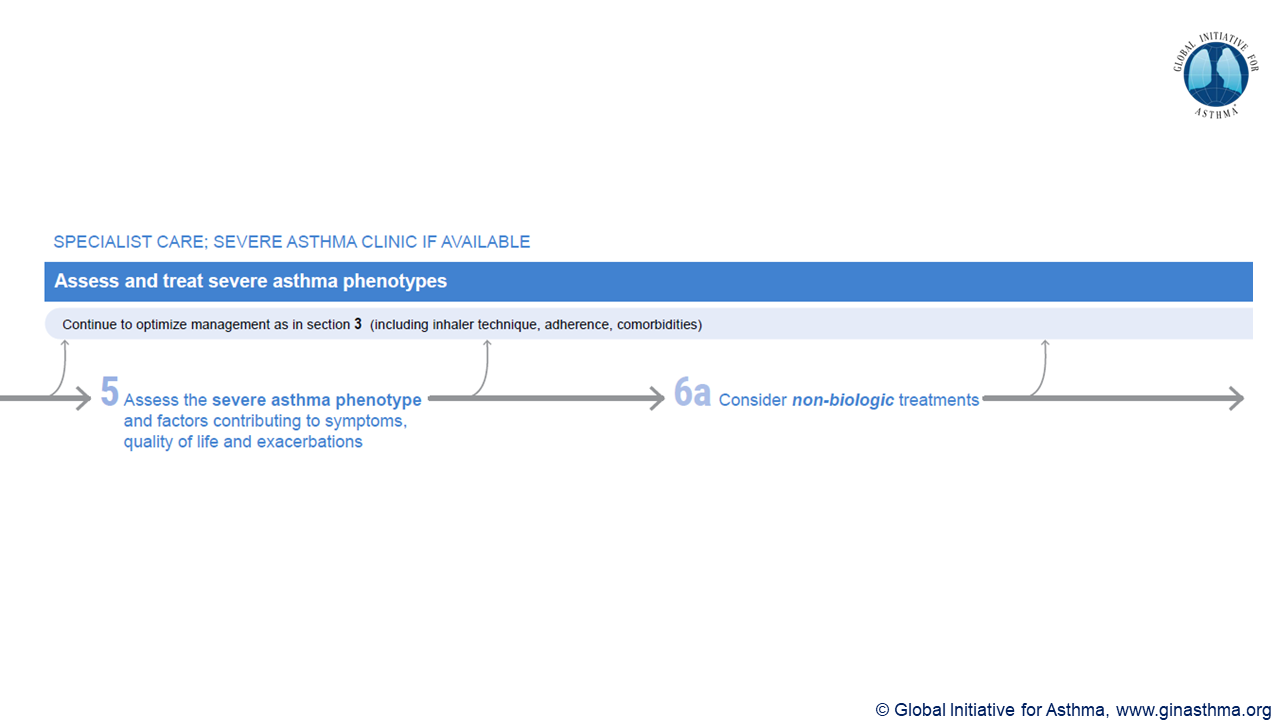 GLOBAL INITIATIVE FOR
ASTHMA
SPECIALIST CARE; SEVERE ASTHMA CLINIC IF AVAILABLE
Assess and treat severe asthma phenotypes
Continue to optimize management as in section 3 (including inhaler technique, adherence, comorbidities)
5 Assess the severe asthma phenotype
and factors contributing to symptoms,
quality of life and exacerbations
6a Consider non-biologic treatments
© Global Initiative for Asthma, www.ginasthma.org